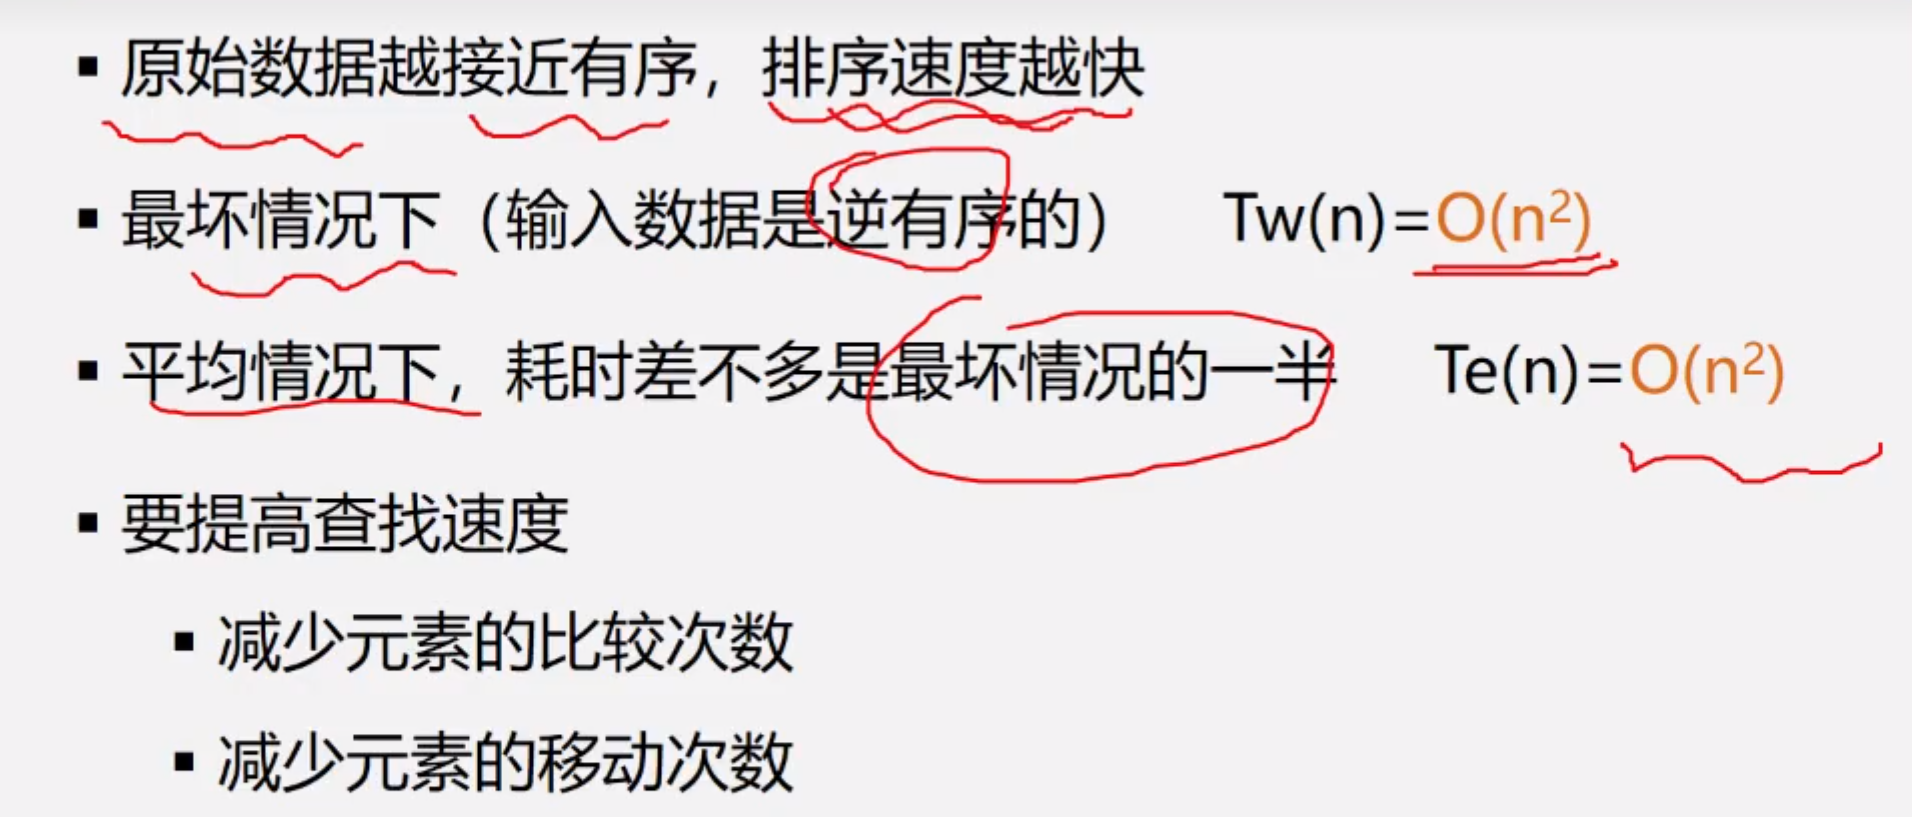 ▪ 原始数据越接近有序，排序速度越快
▪ 最坏情况下（输入数据是逆有序的） Tw(n)=O(n²)
▪ 平均情况下，耗时差不多是最坏情况的一半 Te(n)=O(n²)
▪ 要提高查找速度
▪ 减少元素的比较次数
▪ 减少元素的移动次数